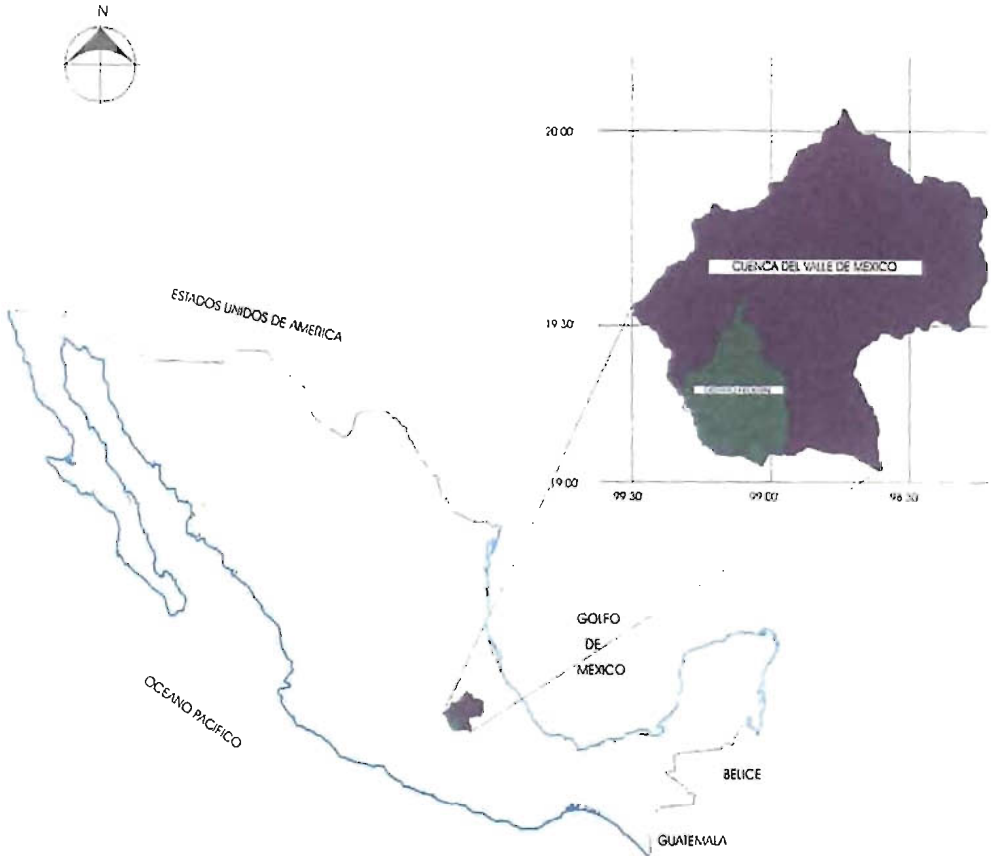 N
20 00
CUENCA DEL VALLE DE MEXICO
ESTADOS UNIDOS DE AMERICA
19 30
19 00
99 30
99 00
98 30
GOLFO
DE
MEXICO
OCEANO PACIFICO
BELICE
GUATEMALA